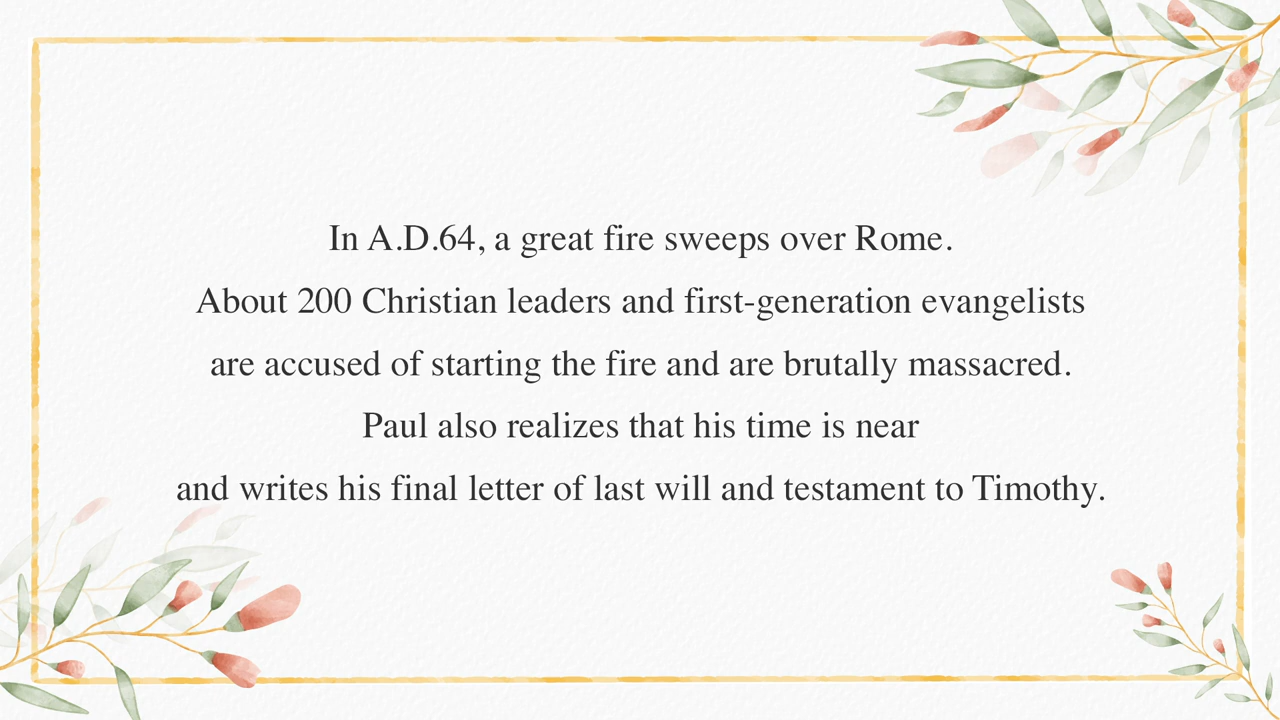 In A.D.64, a great fire sweeps over Rome.
About 200 Christian leaders and first-generation evangelists
are accused of starting the fire and are brutally massacred.
Paul also realizes that his time is near
and writes his final letter of last will and testament to Timothy.